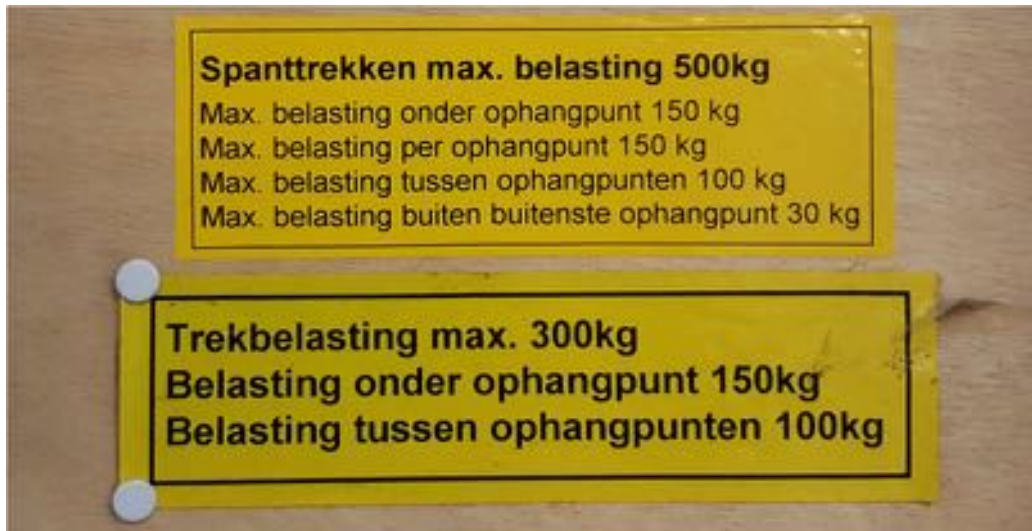 Spanttrekken max. belasting 500kg
Max. belasting onder ophangpunt 150 kg
Max. belasting per ophangpunt 150 kg
Max. belasting tussen ophangpunten 100 kg
Max. belasting buiten buitenste ophangpunt 30 kg
Trekbelasting max. 300kg
Belasting onder ophangpunt 150kg
Belasting tussen ophangpunten 100kg